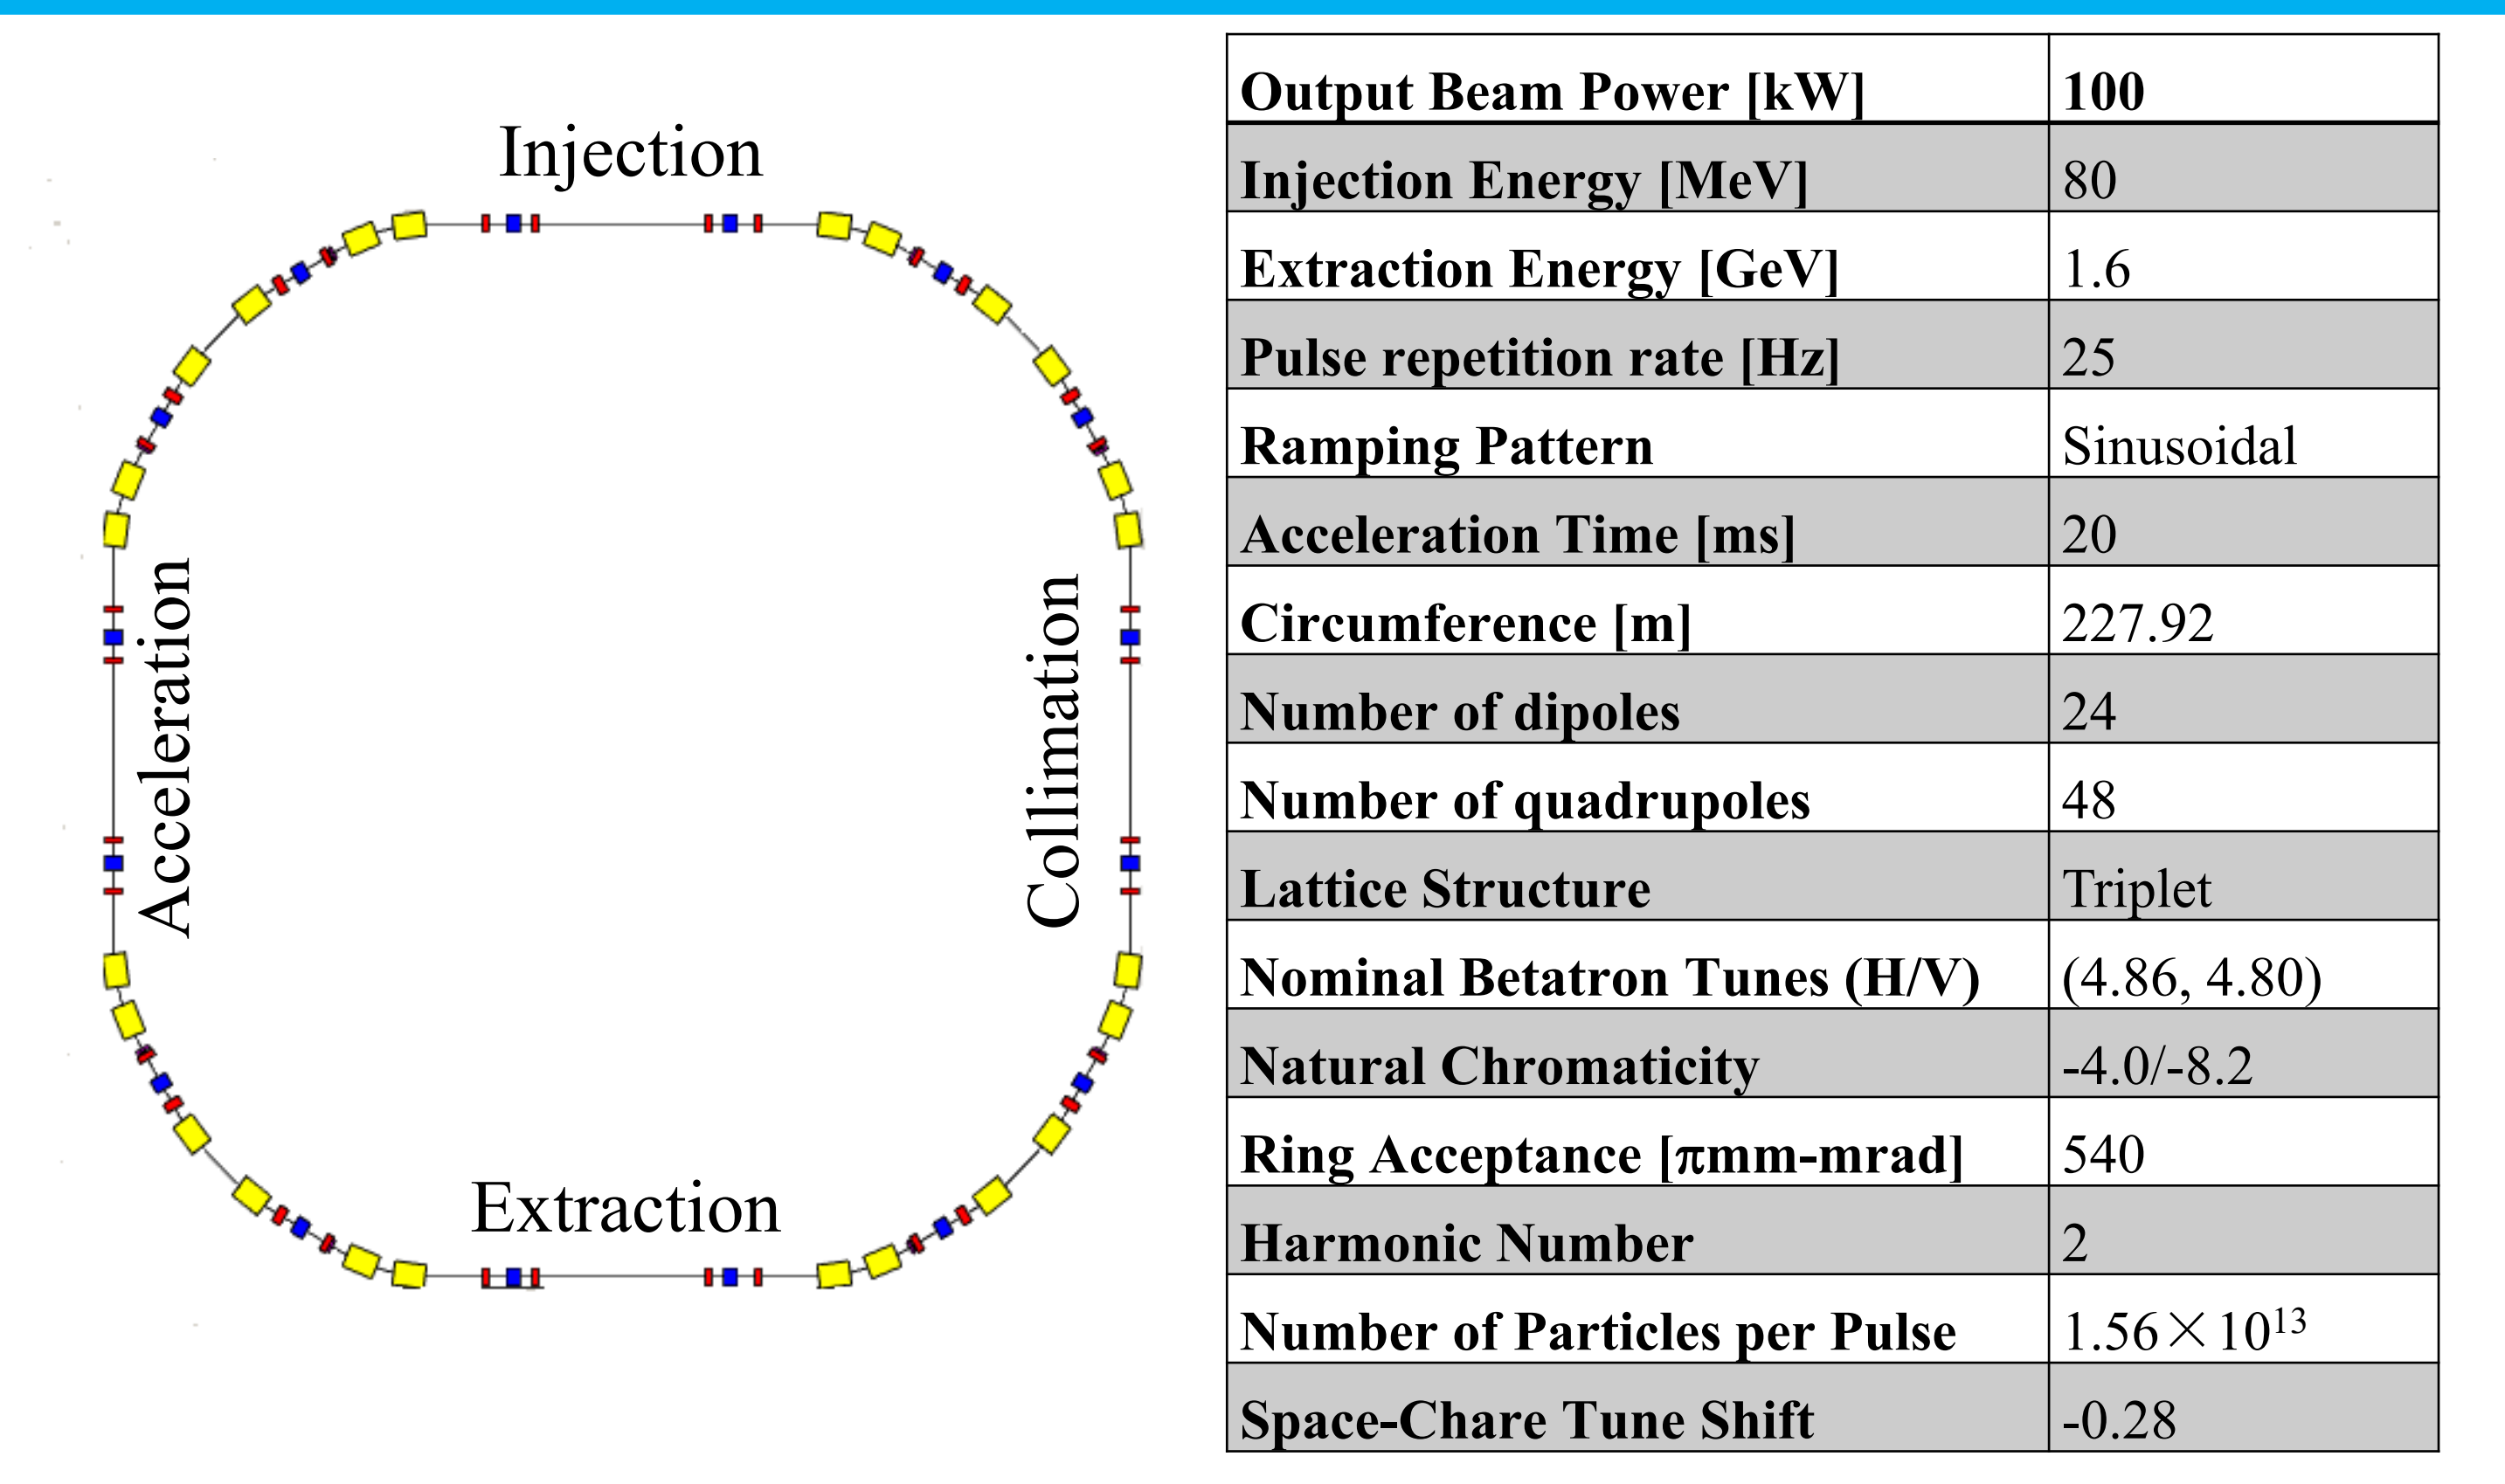 Injection
Acceleration
Collimation
Extraction
Output Beam Power [kW] 100
Injection Energy [MeV] 80
Extraction Energy [GeV] 1.6
Pulse repetition rate [Hz] 25
Ramping Pattern Sinusoidal
Acceleration Time [ms] 20
Circumference [m] 227.92
Number of dipoles 24
Number of quadrupoles 48
Lattice Structure Triplet
Nominal Betatron Tunes (H/V) (4.86, 4.80)
Natural Chromaticity -4.0/-8.2
Ring Acceptance [πmm-mrad] 540
Harmonic Number 2
Number of Particles per Pulse 1.56×10¹³
Space-Chare Tune Shift -0.28